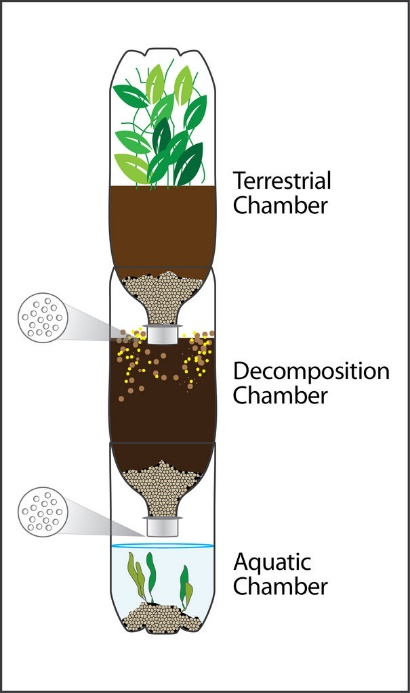 Terrestrial
Chamber
Decomposition
Chamber
Aquatic
Chamber